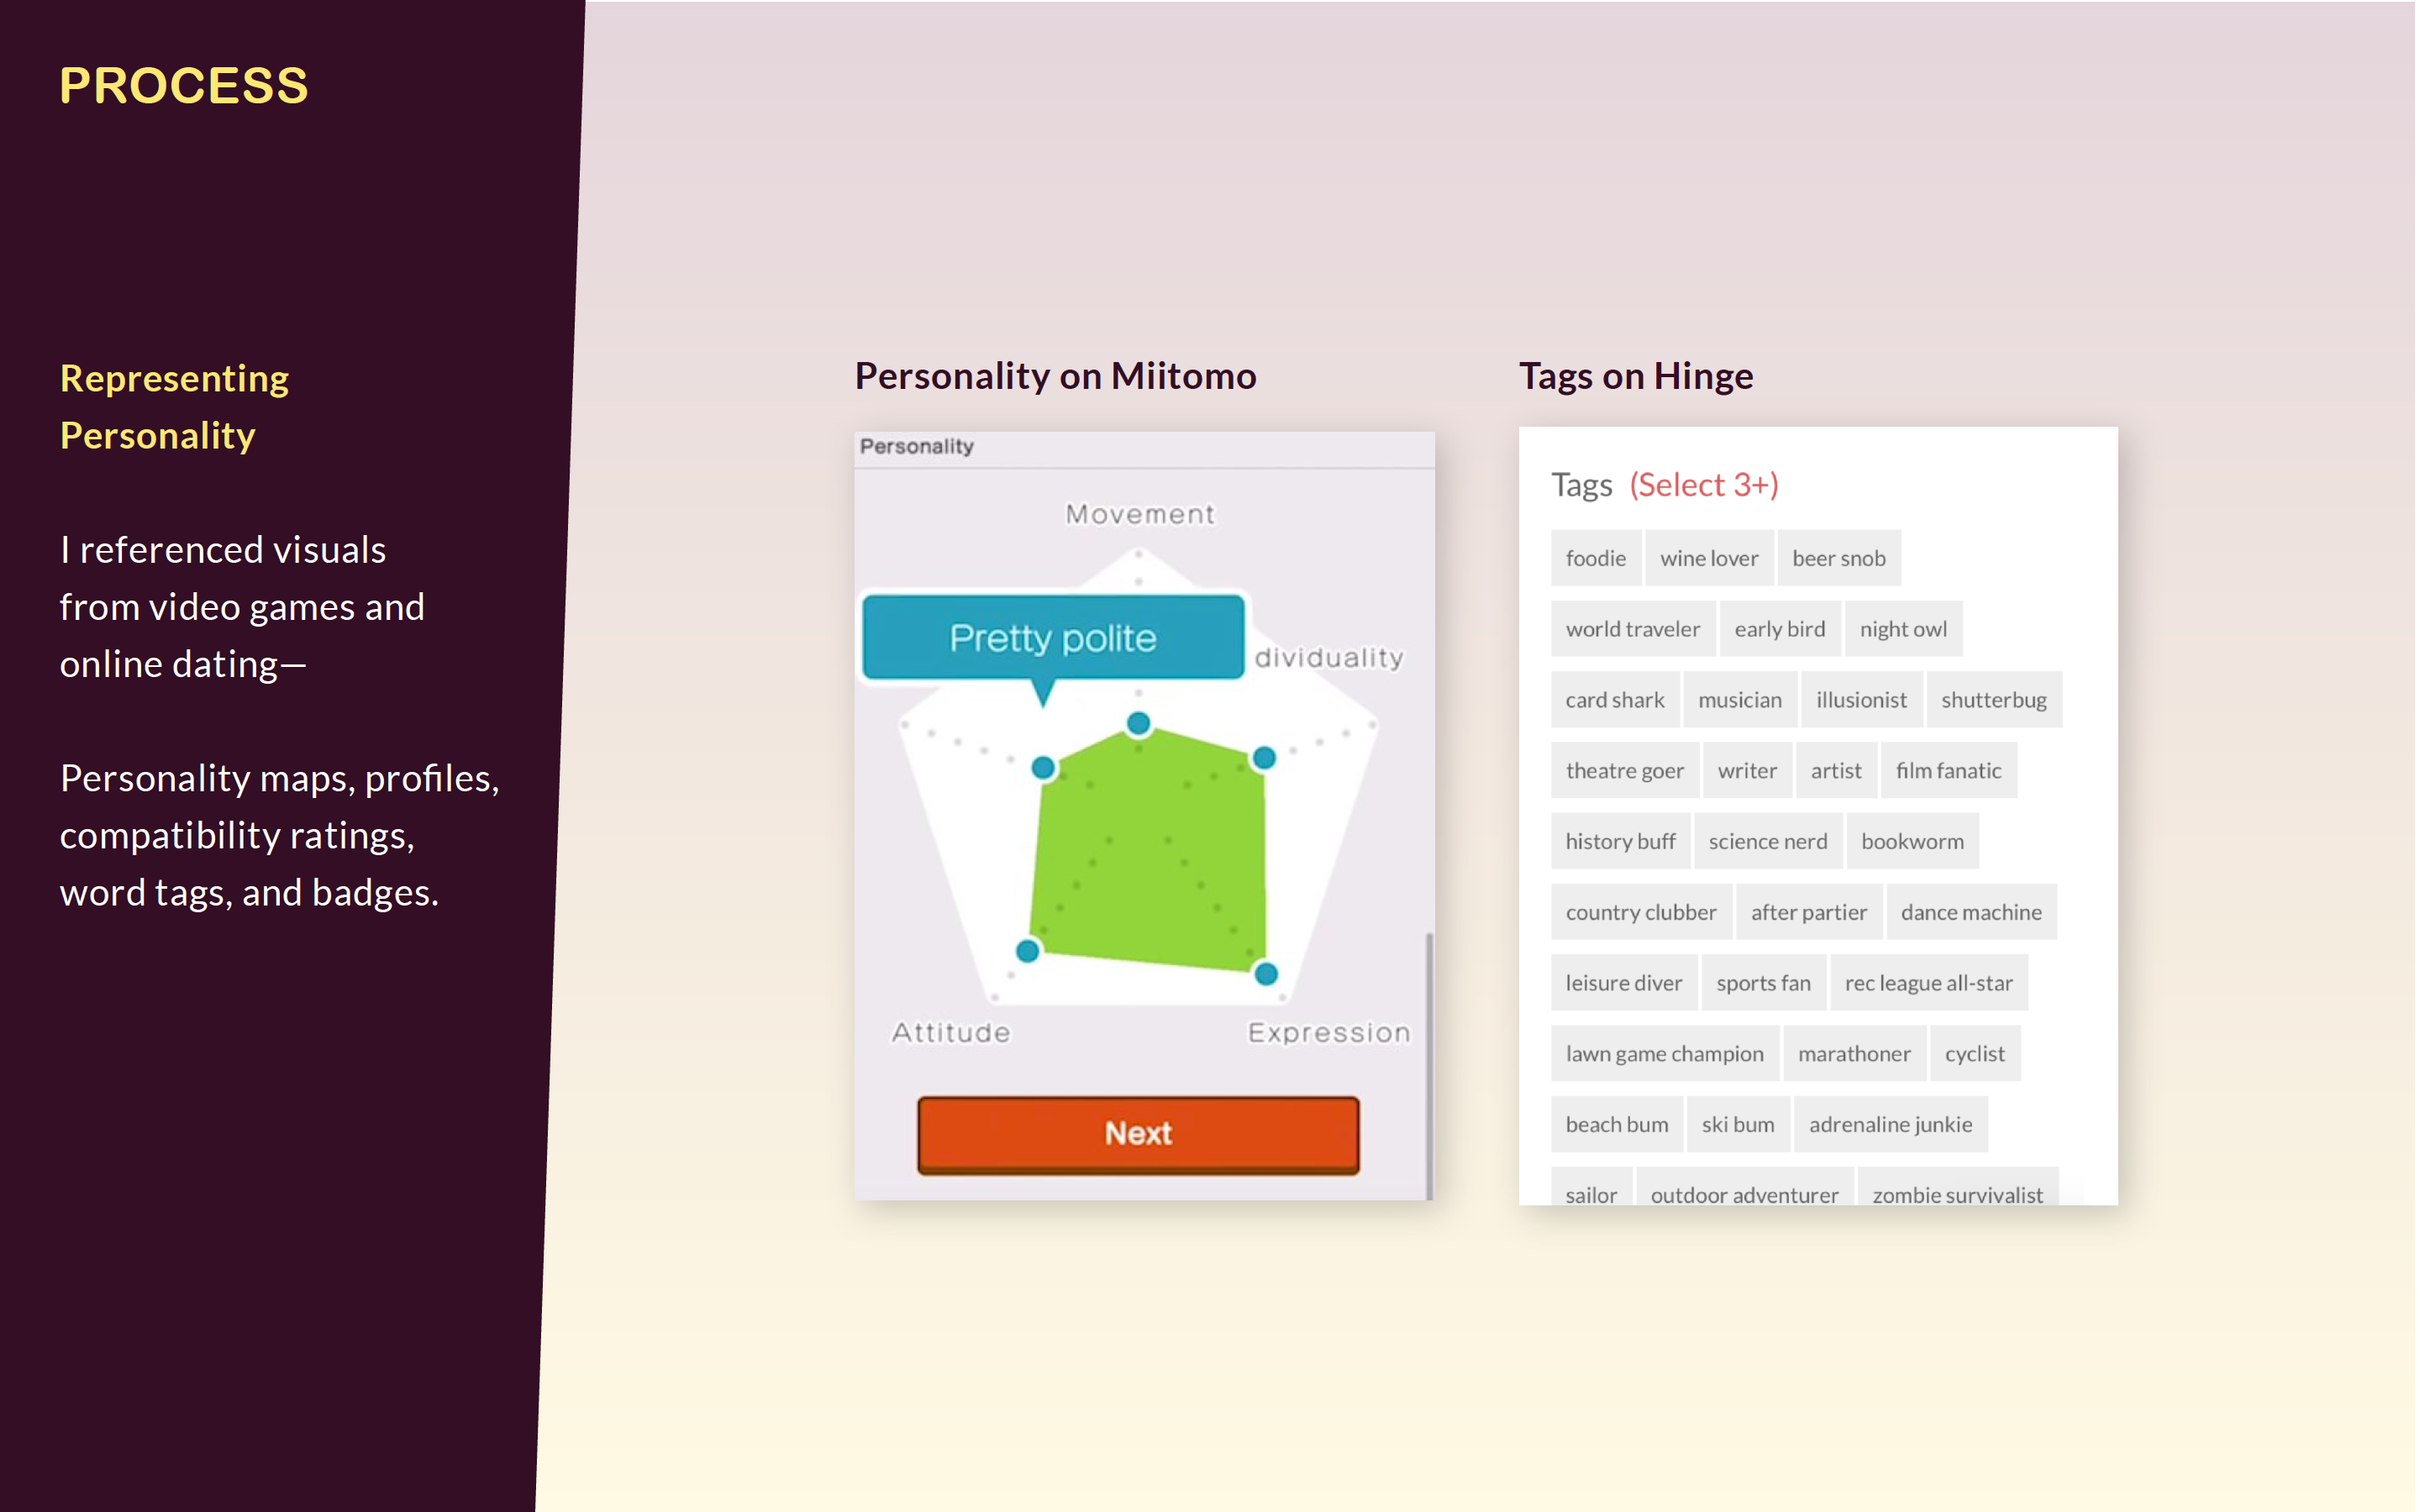 PROCESS
Representing
Personality
I referenced visuals
from video games and
online dating—
Personality maps, profiles,
compatibility ratings,
word tags, and badges.
Personality on Miitomo
Personality
Movement
Pretty polite
dividuality
Attitude
Expression
Next
Tags on Hinge
Tags (Select 3+)
foodie wine lover beer snob
world traveler early bird night owl
card shark musician illusionist shutterbug
theatre goer writer artist film fanatic
history buff science nerd bookworm
country clubber after partier dance machine
leisure diver sports fan rec league all-star
lawn game champion marathoner cyclist
beach bum ski bum adrenaline junkie
sailor outdoor adventurer zombie survivalist